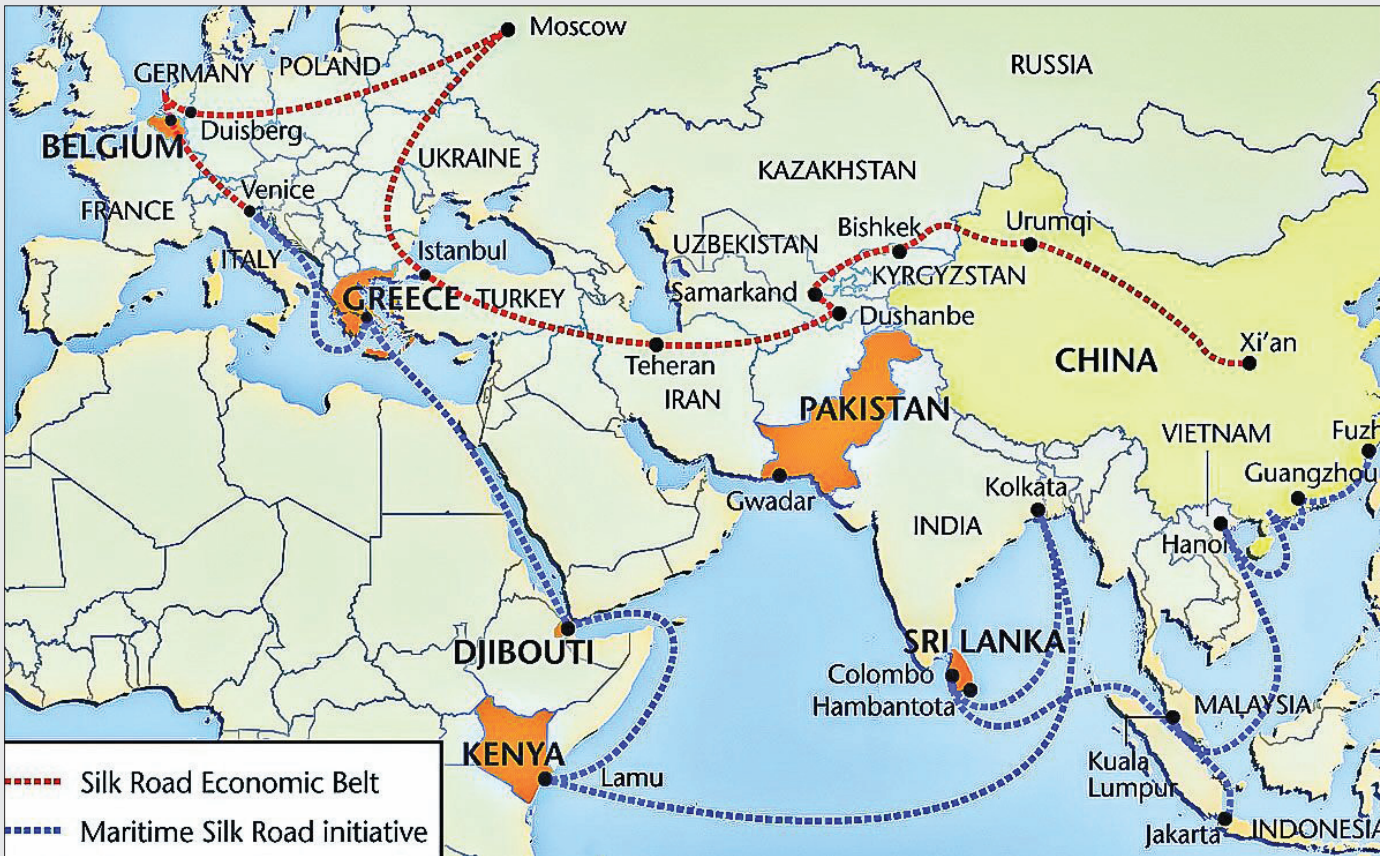 Moscow
RUSSIA
GERMANY
POLAND
Duisberg
BELGIUM
UKRAINE
KAZAKHSTAN
Venice
FRANCE
Bishkek
Urumqi
ITALY
Istanbul
UZBEKISTAN
KYRGYZSTAN
GREECE
TURKEY
Samarkand
Dushanbe
Teheran
IRAN
CHINA
Xi'an
PAKISTAN
VIETNAM
Fuzh
Guangzhou
Gwadar
Kolkata
INDIA
Hanoi
DJIBOUTI
SRI LANKA
Colombo
Hambantota
MALAYSIA
KENYA
Lamu
Kuala
Lumpur
Jakarta
INDONESIA
Silk Road Economic Belt
Maritime Silk Road initiative